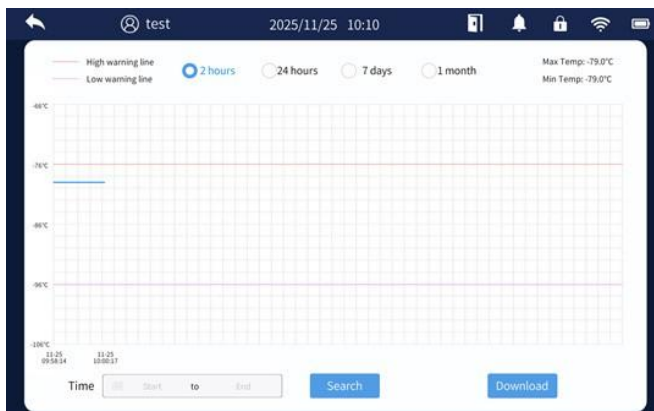 test 2025/11/25 10:10
High warning line
Low warning line
2 hours 24 hours 7 days 1 month
Max Temp: -79.0°C
Min Temp: -79.0°C
-66°C
-76°C
-86°C
-96°C
-106°C
11-25
09:58:14
11-25
10:00:17
Time Start to End Search Download